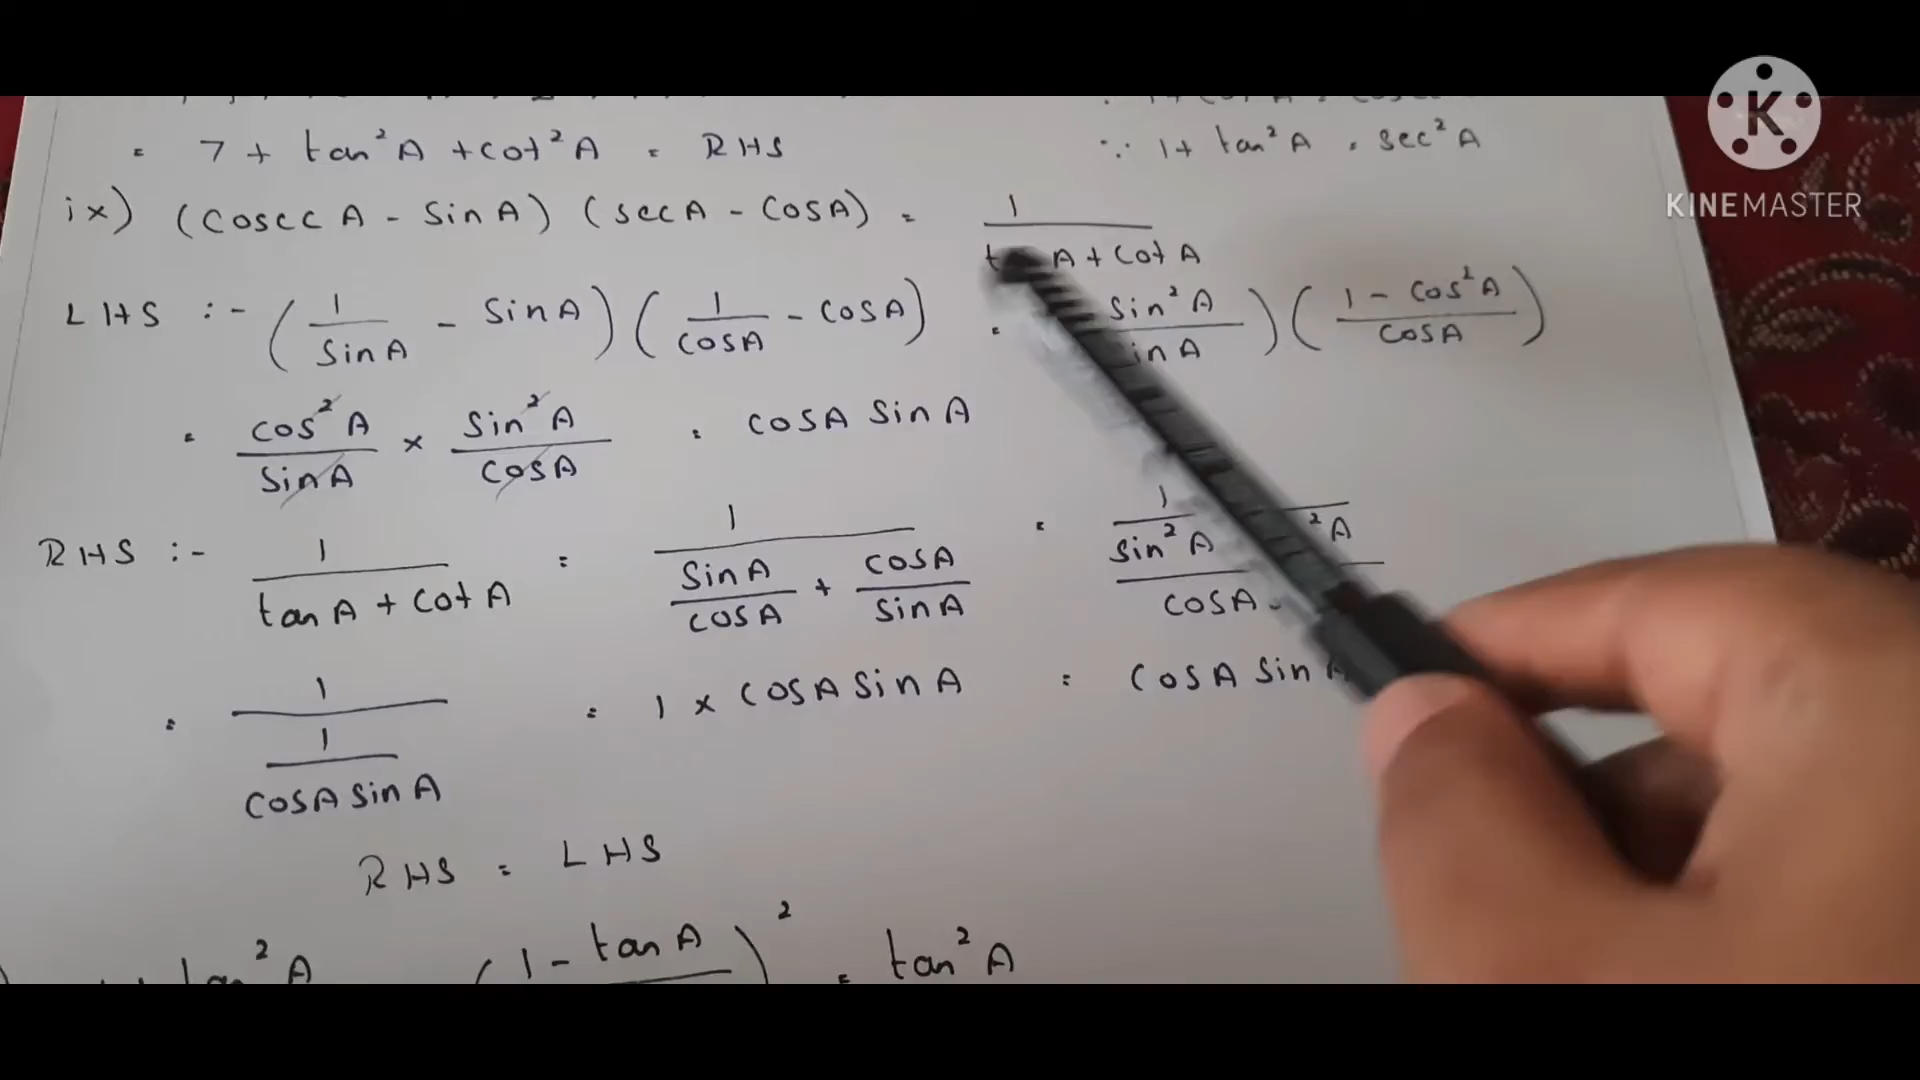 = 7 + tan²A + cot²A = RHS ∵ 1 + tan²A = sec²A
ix) (cosec A - sin A) (sec A - cos A) = 1 / A + cot A
LHS :- (1/sin A - sin A) (1/cos A - cos A) = sin²A / A) (1 - cos²A / cos A)
= cos²A/sin A × sin²A/cos A = cos A sin A
RHS :- 1/(tan A + cot A) = 1/(sin A/cos A + cos A/sin A) = 1/(sin²A ²A / cos A
= 1/(1/(cos A sin A)) = 1 × cos A sin A = cos A sin
RHS = LHS
²A (1 - tan A)² = tan²A
K
KINEMASTER